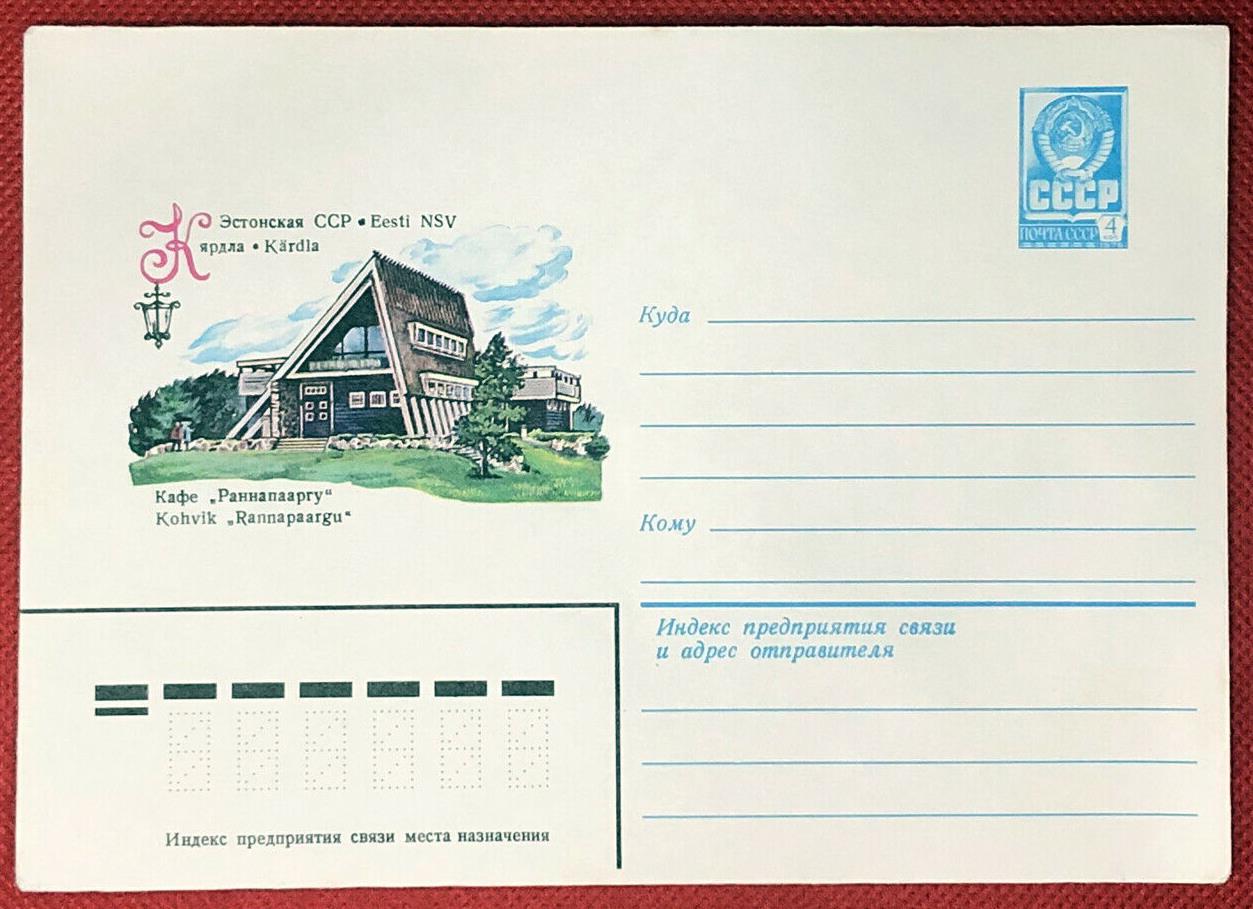 Эстонская ССР • Eesti NSV
Кярдла • Kärdla
Кафе „Раннапааргу“
Kohvik „Rannapaargu“
СССР
ПОЧТА СССР 4
Куда
Кому
Индекс предприятия связи
и адрес отправителя
Индекс предприятия связи места назначения